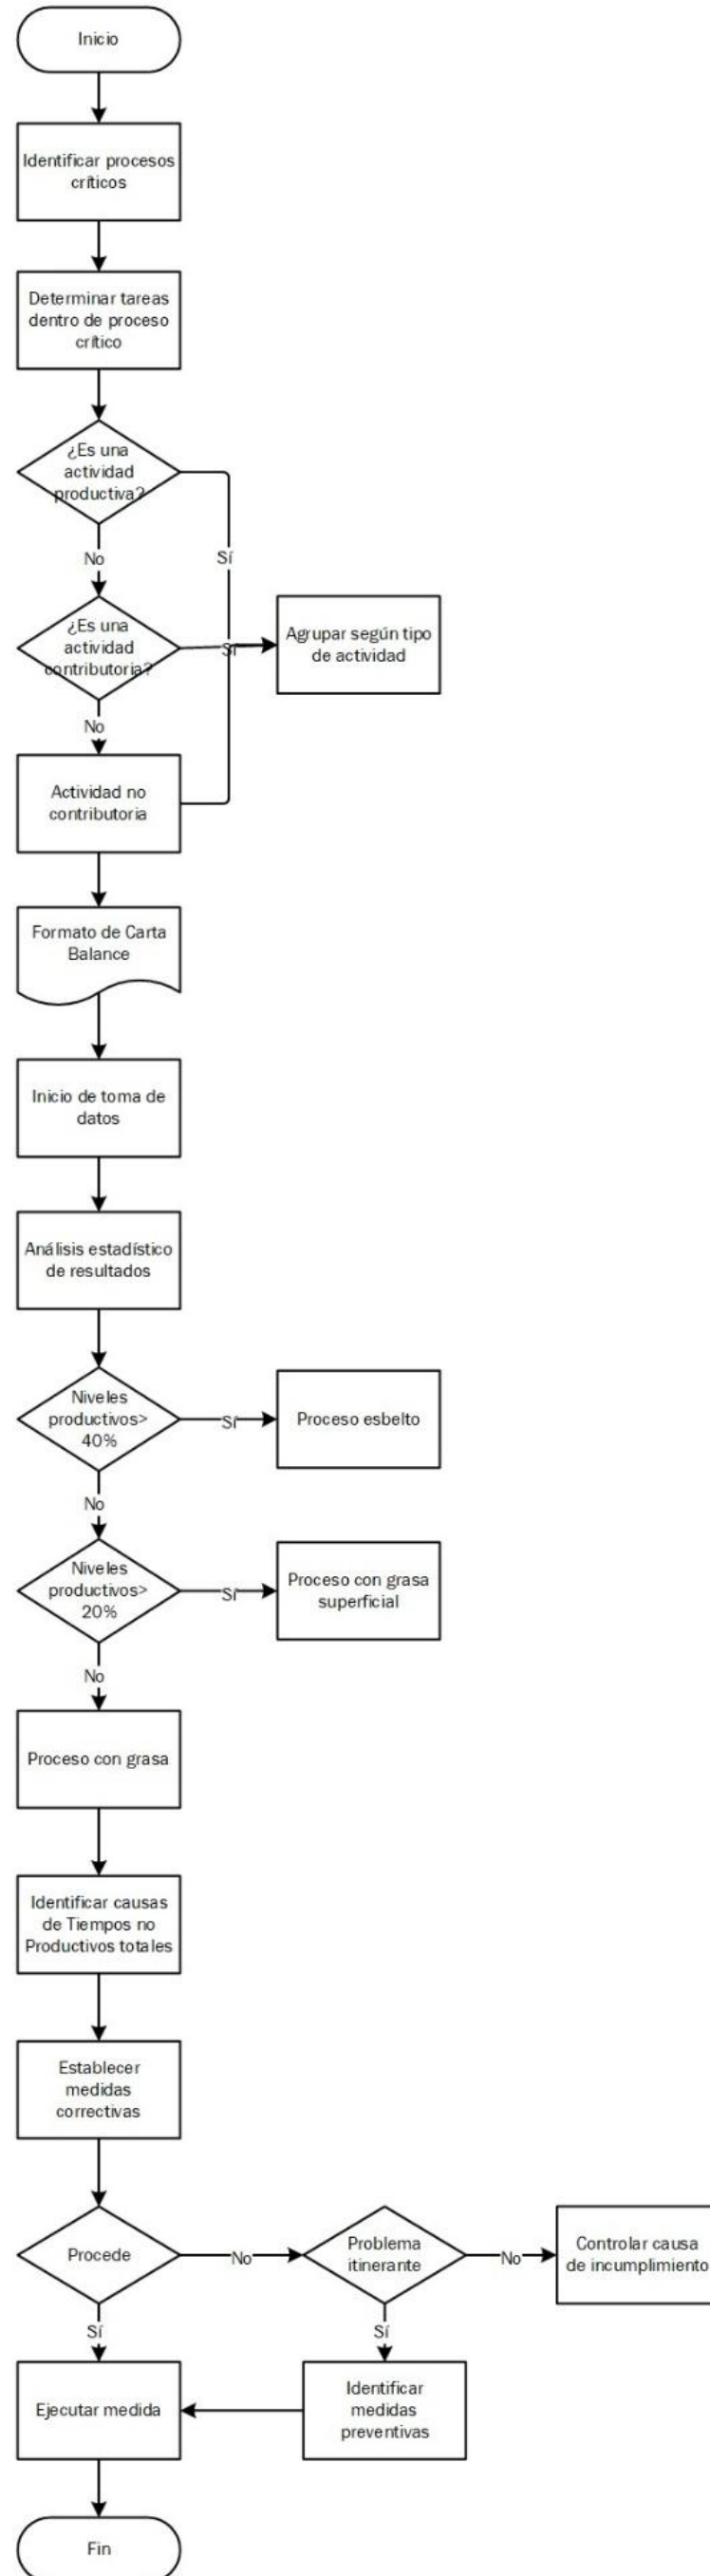 Inicio
Identificar procesos
críticos
Determinar tareas
dentro de proceso
crítico
¿Es una
actividad
productiva?
No
Sí
¿Es una
actividad
contributoria?
Sí
Agrupar según tipo
de actividad
No
Actividad no
contributoria
Formato de Carta
Balance
Inicio de toma de
datos
Análisis estadístico
de resultados
Niveles
productivos>
40%
Sí
Proceso esbelto
No
Niveles
productivos>
20%
Sí
Proceso con grasa
superficial
No
Proceso con grasa
Identificar causas
de Tiempos no
Productivos totales
Establecer
medidas
correctivas
Procede
No
Problema
itinerante
No
Controlar causa
de incumplimiento
Sí
Sí
Ejecutar medida
Identificar
medidas
preventivas
Fin